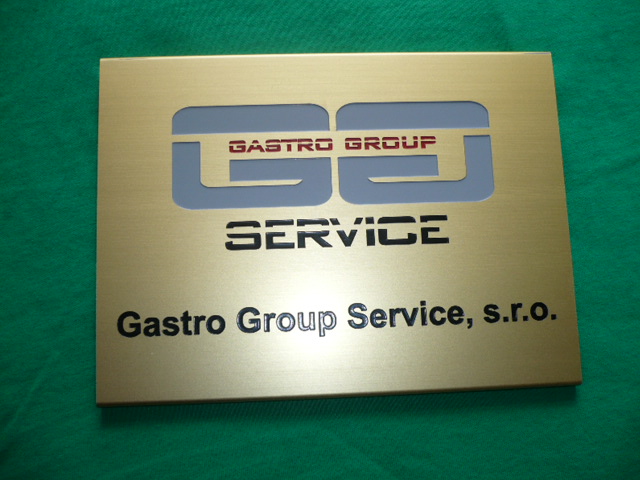 GASTRO GROUP
SERVICE
Gastro Group Service, s.r.o.